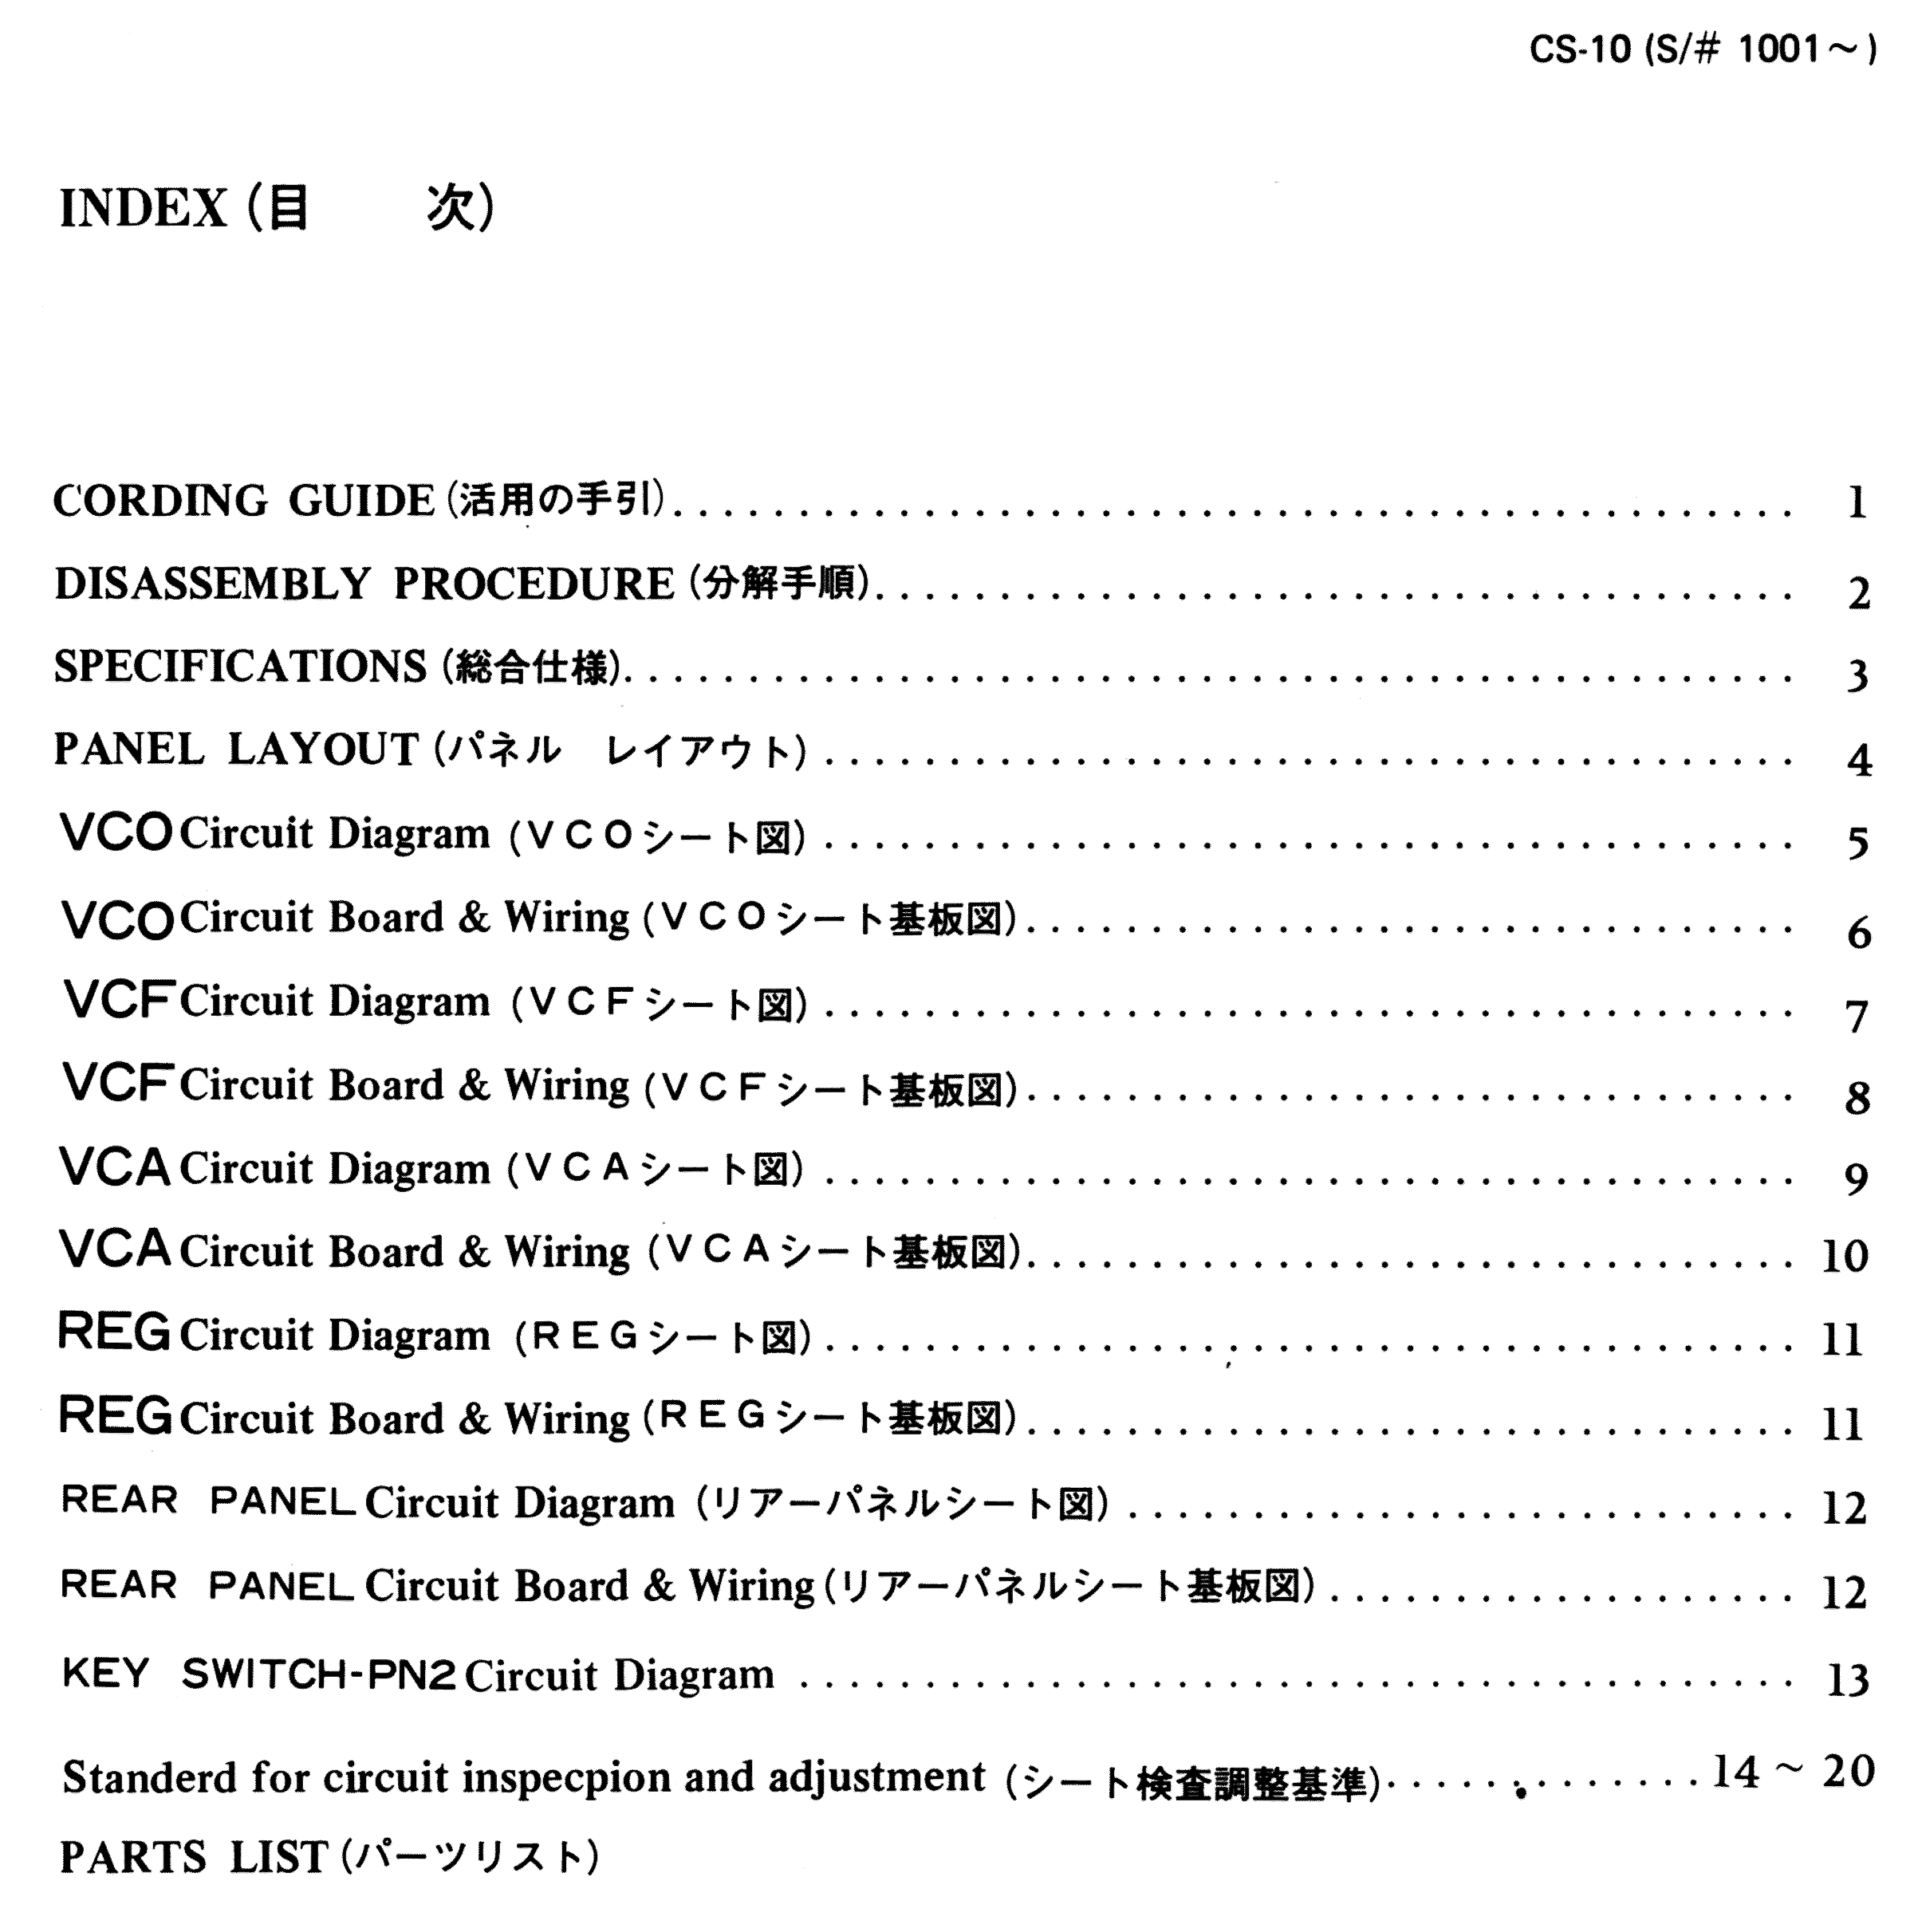 CS-10 (S/# 1001～)
INDEX (目　　次)
CORDING GUIDE (活用の手引) . . . . . . . . . . . . . . . . . . . . . . . . . . . . . . 1
DISASSEMBLY PROCEDURE (分解手順) . . . . . . . . . . . . . . . . . . . . . . . . . . . . . . 2
SPECIFICATIONS (総合仕様) . . . . . . . . . . . . . . . . . . . . . . . . . . . . . . 3
PANEL LAYOUT (パネル　レイアウト) . . . . . . . . . . . . . . . . . . . . . . . . . . . . . . 4
VCO Circuit Diagram (ＶＣＯシート図) . . . . . . . . . . . . . . . . . . . . . . . . . . . . . . 5
VCO Circuit Board & Wiring (ＶＣＯシート基板図) . . . . . . . . . . . . . . . . . . . . . . . . . . . . . . 6
VCF Circuit Diagram (ＶＣＦシート図) . . . . . . . . . . . . . . . . . . . . . . . . . . . . . . 7
VCF Circuit Board & Wiring (ＶＣＦシート基板図) . . . . . . . . . . . . . . . . . . . . . . . . . . . . . . 8
VCA Circuit Diagram (ＶＣＡシート図) . . . . . . . . . . . . . . . . . . . . . . . . . . . . . . 9
VCA Circuit Board & Wiring (ＶＣＡシート基板図) . . . . . . . . . . . . . . . . . . . . . . . . . . . . . . 10
REG Circuit Diagram (ＲＥＧシート図) . . . . . . . . . . . . . . . . . . . . . . . . . . . . . . 11
REG Circuit Board & Wiring (ＲＥＧシート基板図) . . . . . . . . . . . . . . . . . . . . . . . . . . . . . . 11
REAR PANEL Circuit Diagram (リアーパネルシート図) . . . . . . . . . . . . . . . . . . . . . . . . . . . 12
REAR PANEL Circuit Board & Wiring (リアーパネルシート基板図) . . . . . . . . . . . . . . . . . . . 12
KEY SWITCH-PN2 Circuit Diagram . . . . . . . . . . . . . . . . . . . . . . . . . . . . . . 13
Standerd for circuit inspecpion and adjustment (シート検査調整基準) . . . . . . . . . . . . . 14 ～ 20
PARTS LIST (パーツリスト)